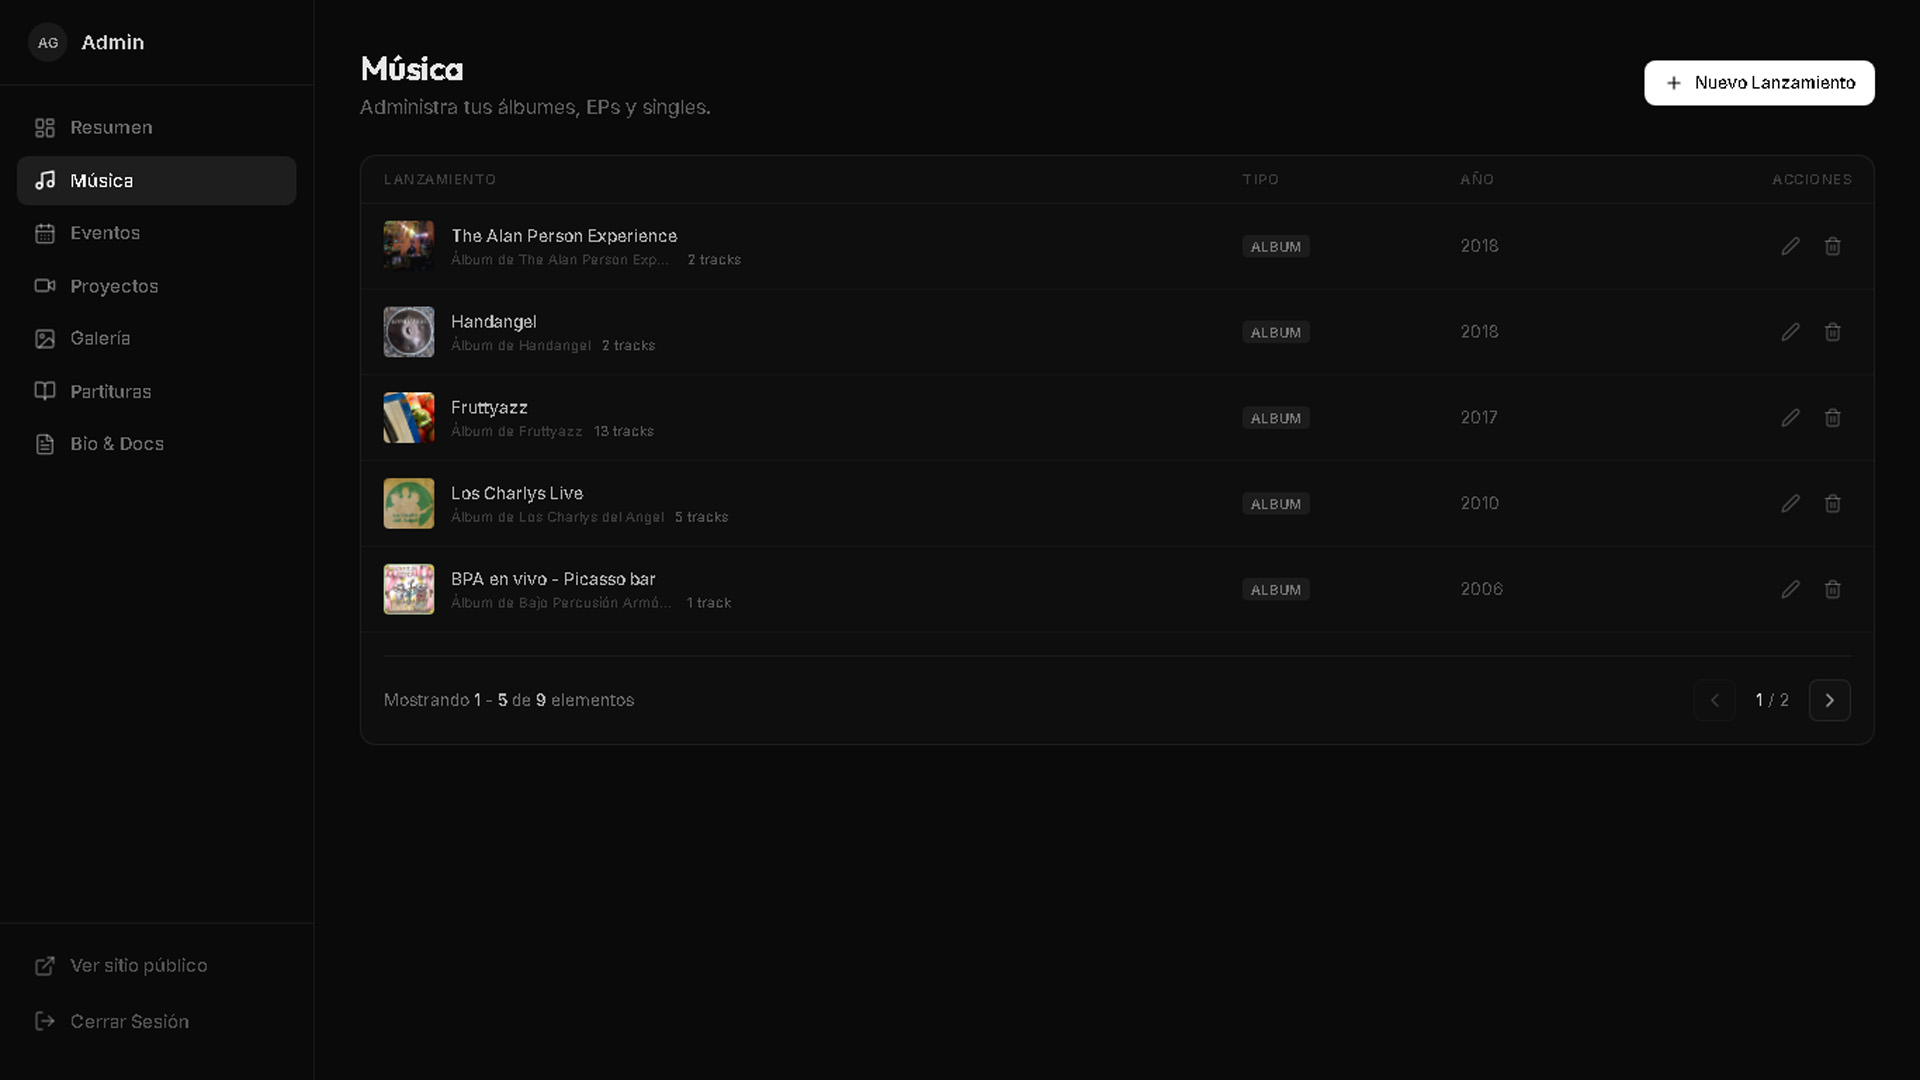 AG Admin
Resumen
Música
Eventos
Proyectos
Galería
Partituras
Bio & Docs
Ver sitio público
Cerrar Sesión
Música
Administra tus álbumes, EPs y singles.
+ Nuevo Lanzamiento
LANZAMIENTO TIPO AÑO ACCIONES
The Alan Person Experience
Álbum de The Alan Person Exp... 2 tracks
ALBUM 2018
Handangel
Álbum de Handangel 2 tracks
ALBUM 2018
Fruttyazz
Álbum de Fruttyazz 13 tracks
ALBUM 2017
Los Charlys Live
Álbum de Los Charlys del Angel 5 tracks
ALBUM 2010
BPA en vivo - Picasso bar
Álbum de Bajo Percusión Armó... 1 track
ALBUM 2006
Mostrando 1 - 5 de 9 elementos
1 / 2